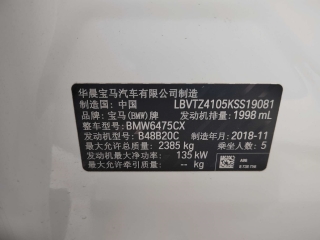 华晨宝马汽车有限公司制造
制造国：中国 LBVTZ4105KSS19081
品牌：宝马(BMW)牌 发动机排量：1998 mL
整车型号：BMW6475CX
发动机型号：B48B20C 制造年月：2018-11
最大允许总质量：2385 kg 乘坐人数：5
发动机最大净功率：135 kW
最大允许牵引质量：-- kg